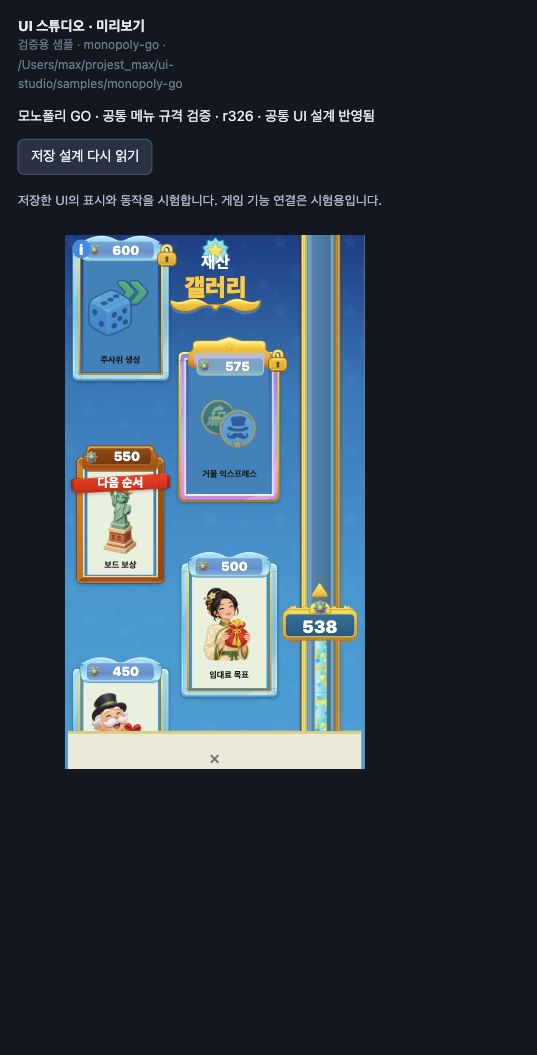 UI 스튜디오 · 미리보기
검증용 샘플 · monopoly-go ·
/Users/max/projest_max/ui-
studio/samples/monopoly-go
모노폴리 GO · 공통 메뉴 규격 검증 · r326 · 공통 UI 설계 반영됨
저장 설계 다시 읽기
저장한 UI의 표시와 동작을 시험합니다. 게임 기능 연결은 시험용입니다.
i
600
주사위 생성
재산
갤러리
575
거물 익스프레스
550
다음 순서
보드 보상
500
임대료 목표
538
450
×